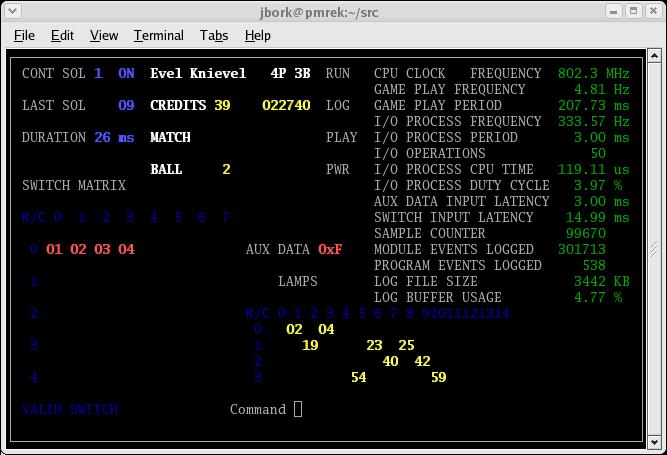 jbork@pmrek:~/src
File Edit View Terminal Tabs Help
CONT SOL 1 ON Evel Knievel 4P 3B RUN CPU CLOCK FREQUENCY 802.3 MHz
GAME PLAY FREQUENCY 4.81 Hz
LAST SOL 09 CREDITS 39 022740 LOG GAME PLAY PERIOD 207.73 ms
I/O PROCESS FREQUENCY 333.57 Hz
DURATION 26 ms MATCH PLAY I/O PROCESS PERIOD 3.00 ms
I/O OPERATIONS 50
BALL 2 PWR I/O PROCESS CPU TIME 119.11 us
SWITCH MATRIX I/O PROCESS DUTY CYCLE 3.97 %
AUX DATA INPUT LATENCY 3.00 ms
R/C 0 1 2 3 4 5 6 7 SWITCH INPUT LATENCY 14.99 ms
SAMPLE COUNTER 99670
0 01 02 03 04 AUX DATA 0xF MODULE EVENTS LOGGED 301713
PROGRAM EVENTS LOGGED 538
1 LAMPS LOG FILE SIZE 3442 KB
LOG BUFFER USAGE 4.77 %
2 R/C 0 1 2 3 4 5 6 7 8 91011121314
0 02 04
3 1 19 23 25
2 40 42
4 3 54 59
VALID SWITCH Command